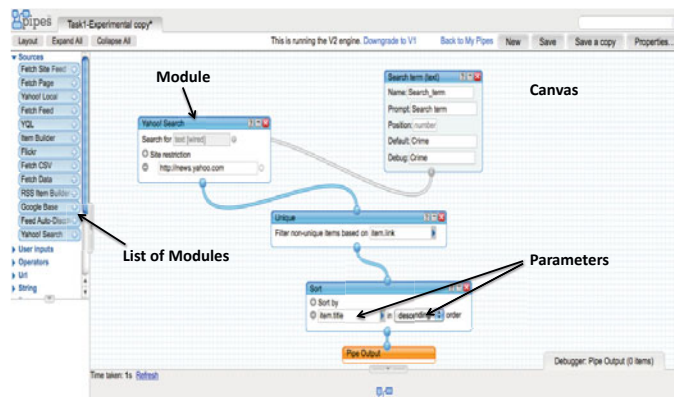 pipes
Task1-Experimental copy*
Layout Expand All Collapse All
This is running the V2 engine. Downgrade to V1
Back to My Pipes
New Save Save a copy Properties...
Sources
Fetch Site Feed
Fetch Page
Yahoo! Local
Fetch Feed
YQL
Item Builder
Flickr
Fetch CSV
Fetch Data
RSS Item Builder
Google Base
Feed Auto-Disc
Yahoo! Search
User inputs
Operators
Url
String
Module
Canvas
List of Modules
Parameters
Yahoo! Search
Search for text [wired]
Site restriction
http://news.yahoo.com
Search term (text)
Name: Search_term
Prompt: Search term
Position: number
Default: Crime
Debug: Crime
Unique
Filter non-unique items based on item.link
Sort
Sort by
item.title in descending order
Pipe Output
Debugger: Pipe Output (0 items)
Time taken: 1s Refresh